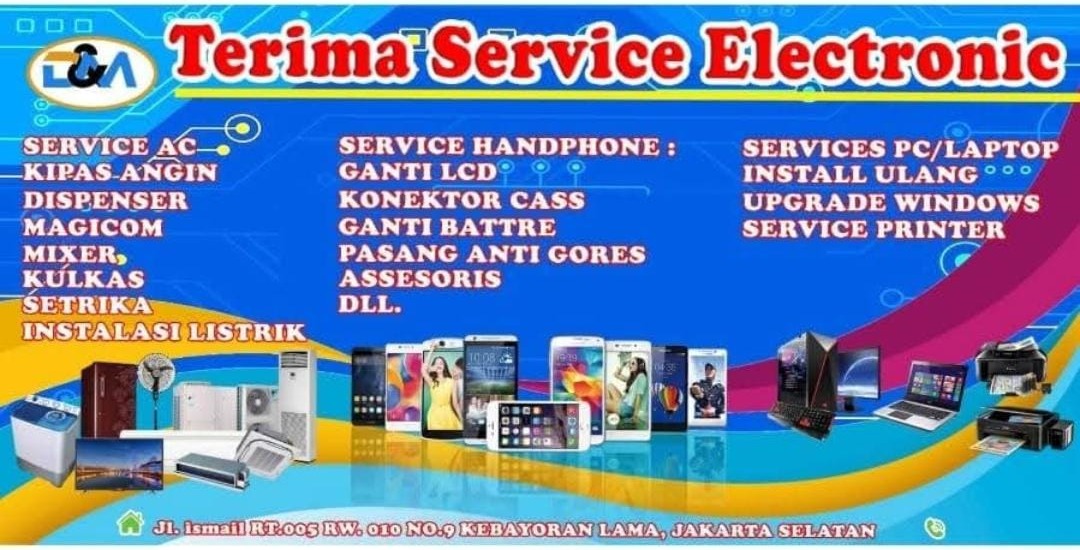 D&A
Terima Service Electronic
SERVICE AC
KIPAS ANGIN
DISPENSER
MAGICOM
MIXER
KULKAS
SETRIKA
INSTALASI LISTRIK
SERVICE HANDPHONE :
GANTI LCD
KONEKTOR CASS
GANTI BATTRE
PASANG ANTI GORES
ASSESORIS
DLL.
SERVICES PC/LAPTOP
INSTALL ULANG
UPGRADE WINDOWS
SERVICE PRINTER
10:08
Jl. ismail RT.005 RW. 010 NO.9 KEBAYORAN LAMA, JAKARTA SELATAN